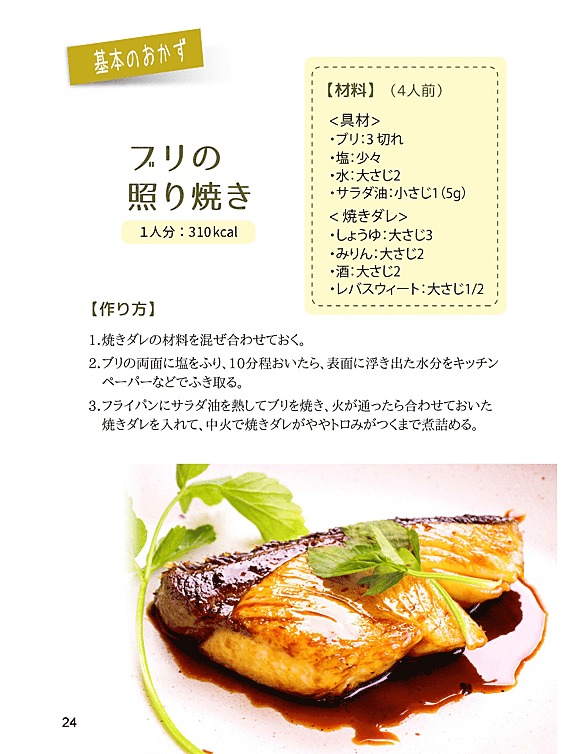 基本のおかず
ブリの
照り焼き
1人分：310kcal
【材料】（4人前）
＜具材＞
・ブリ：3切れ
・塩：少々
・水：大さじ2
・サラダ油：小さじ1（5g）
＜焼きダレ＞
・しょうゆ：大さじ3
・みりん：大さじ2
・酒：大さじ2
・レバスウィート：大さじ1/2
【作り方】
1.焼きダレの材料を混ぜ合わせておく。
2.ブリの両面に塩をふり、10分程おいたら、表面に浮き出た水分をキッチン
ペーパーなどでふき取る。
3.フライパンにサラダ油を熱してブリを焼き、火が通ったら合わせておいた
焼きダレを入れて、中火で焼きダレがややトロみがつくまで煮詰める。
24